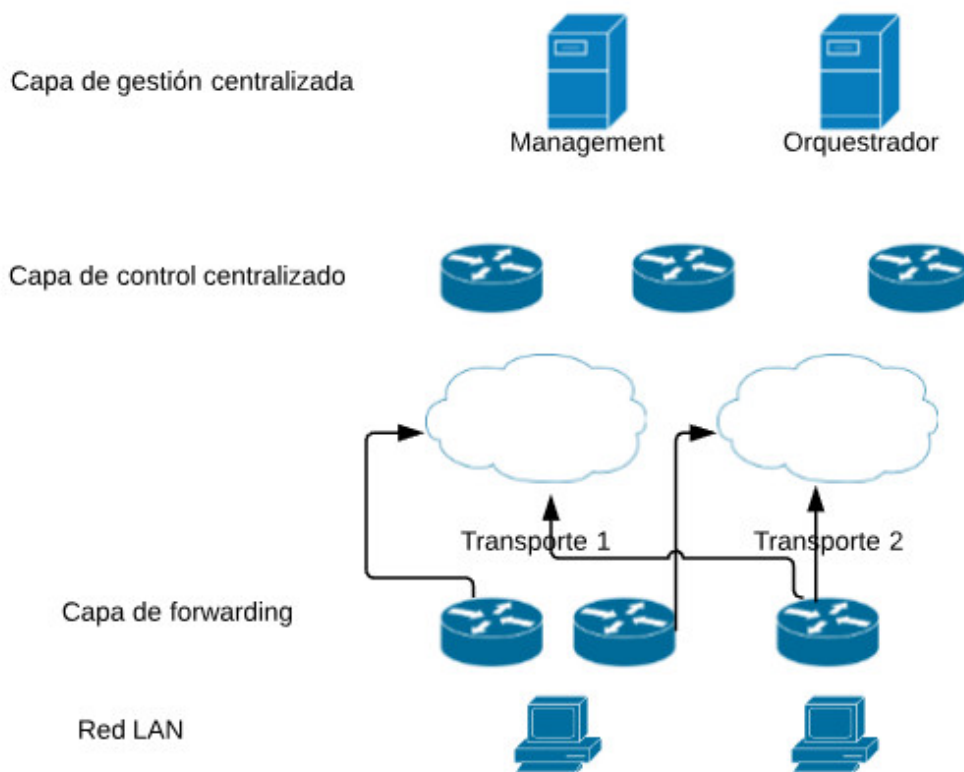 Capa de gestión centralizada
Management
Orquestrador
Capa de control centralizado
Transporte 1
Transporte 2
Capa de forwarding
Red LAN